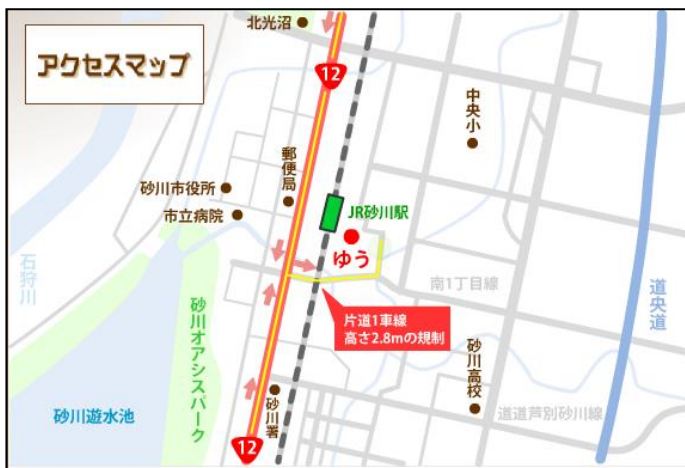 アクセスマップ
北光沼
12
中央小
郵便局
砂川市役所
市立病院
JR砂川駅
ゆう
石狩川
南1丁目線
道央道
片道1車線
高さ2.8mの規制
砂川オアシスパーク
砂川高校
砂川遊水池
砂川署
道道芦別砂川線
12